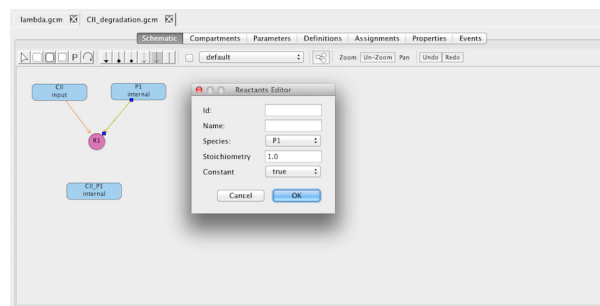 lambda.gcm CII_degradation.gcm
Schematic Compartments Parameters Definitions Assignments Properties Events
P default Zoom Un-Zoom Pan Undo Redo
CII
input
P1
internal
R1
CII_P1
internal
Reactants Editor
Id:
Name:
Species: P1
Stoichiometry 1.0
Constant true
Cancel OK